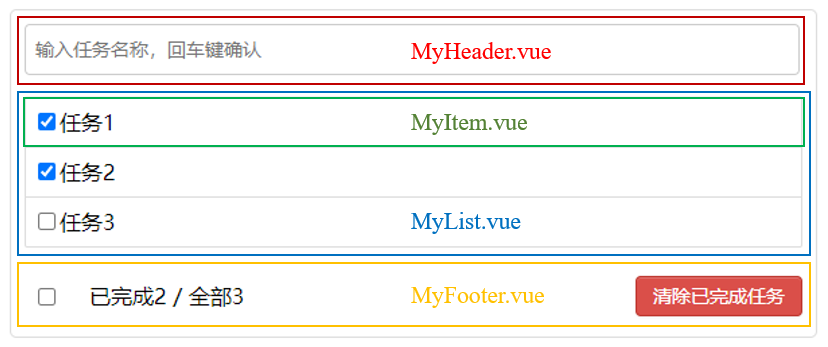 输入任务名称，回车键确认 MyHeader.vue
任务1 MyItem.vue
任务2
任务3 MyList.vue
已完成2 / 全部3 MyFooter.vue 清除已完成任务